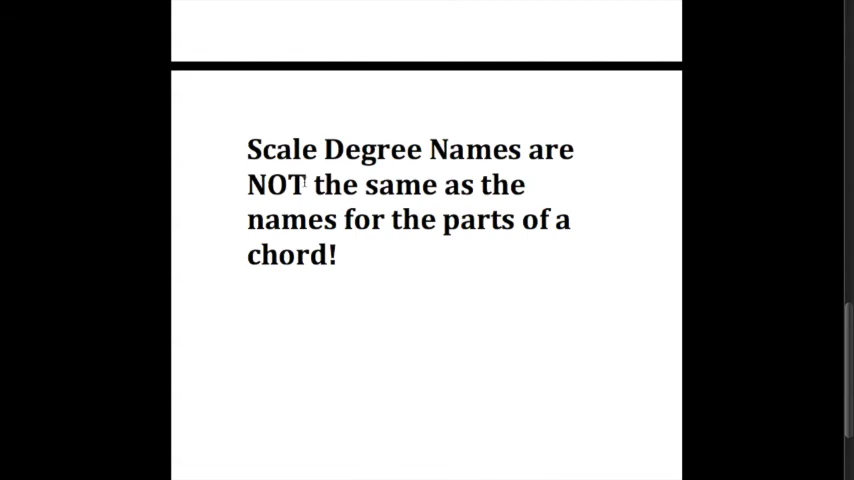 Scale Degree Names are
NOT the same as the
names for the parts of a
chord!